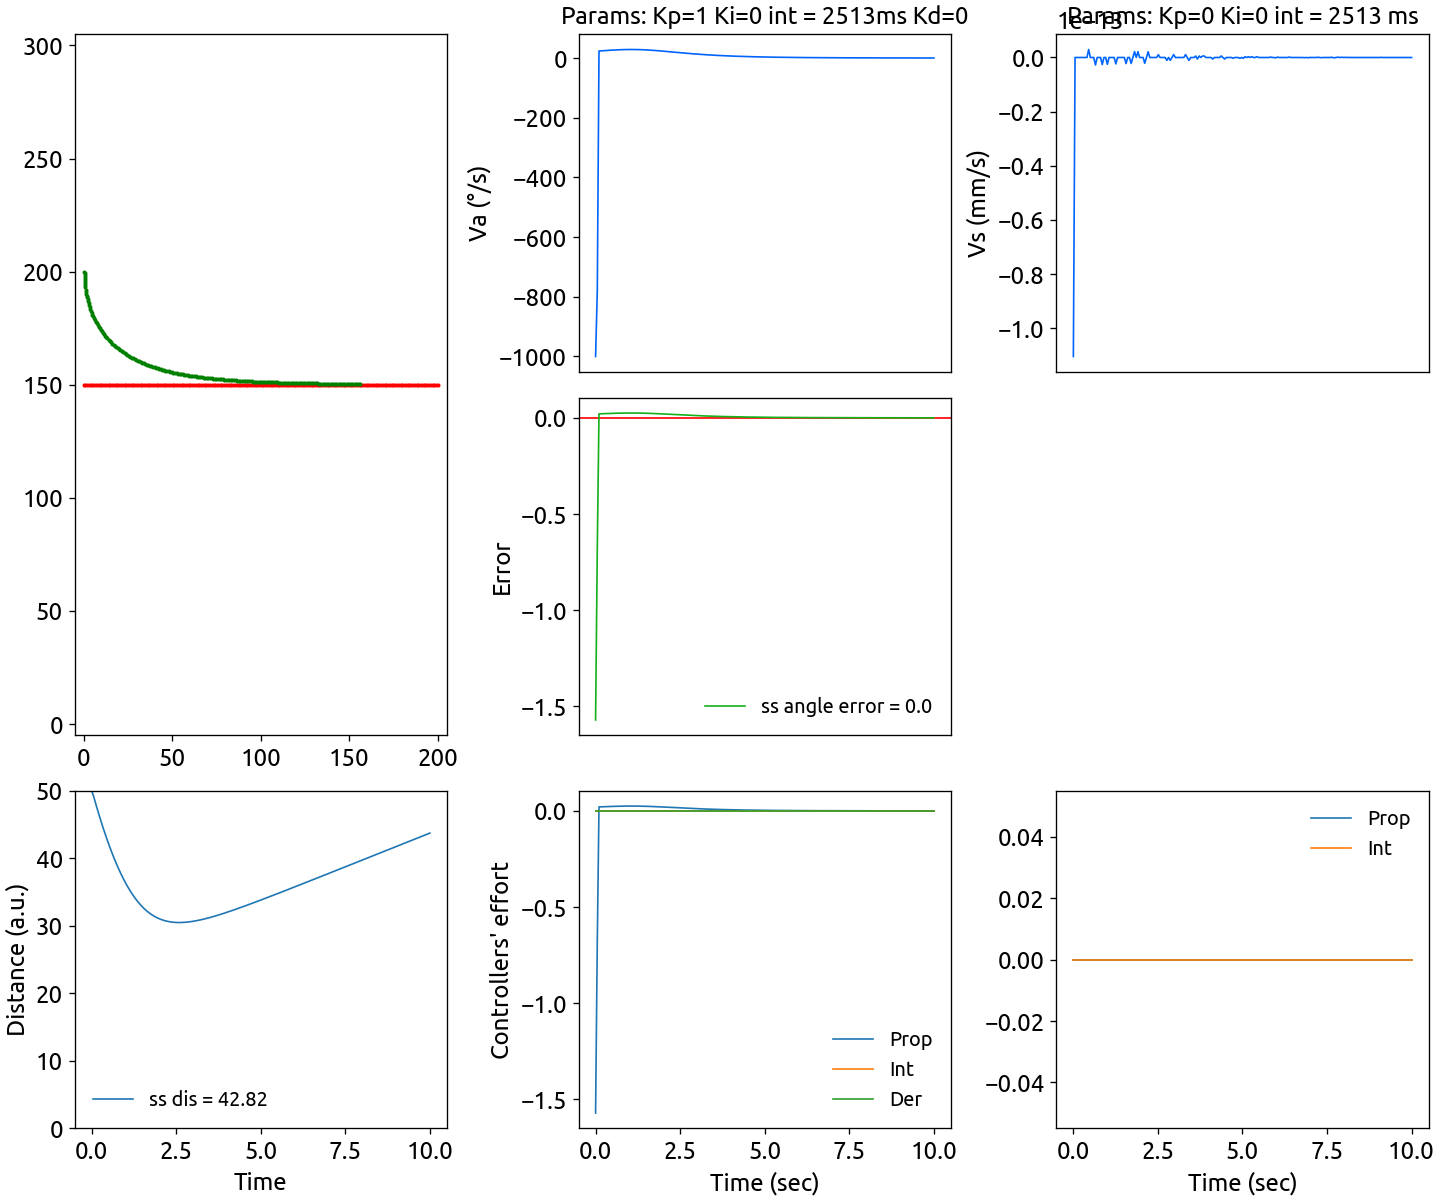 Params: Kp=1 Ki=0 int = 2513ms Kd=0
Params: Kp=0 Ki=0 int = 2513 ms
1e−13
300
250
200
150
100
50
0
0 50 100 150 200
Va (°/s)
0
−200
−400
−600
−800
−1000
Vs (mm/s)
0.0
−0.2
−0.4
−0.6
−0.8
−1.0
Error
0.0
−0.5
−1.0
−1.5
ss angle error = 0.0
Distance (a.u.)
50
40
30
20
10
0
ss dis = 42.82
0.0 2.5 5.0 7.5 10.0
Time
Controllers' effort
0.0
−0.5
−1.0
−1.5
Prop
Int
Der
0.0 2.5 5.0 7.5 10.0
Time (sec)
0.04
0.02
0.00
−0.02
−0.04
Prop
Int
0.0 2.5 5.0 7.5 10.0
Time (sec)